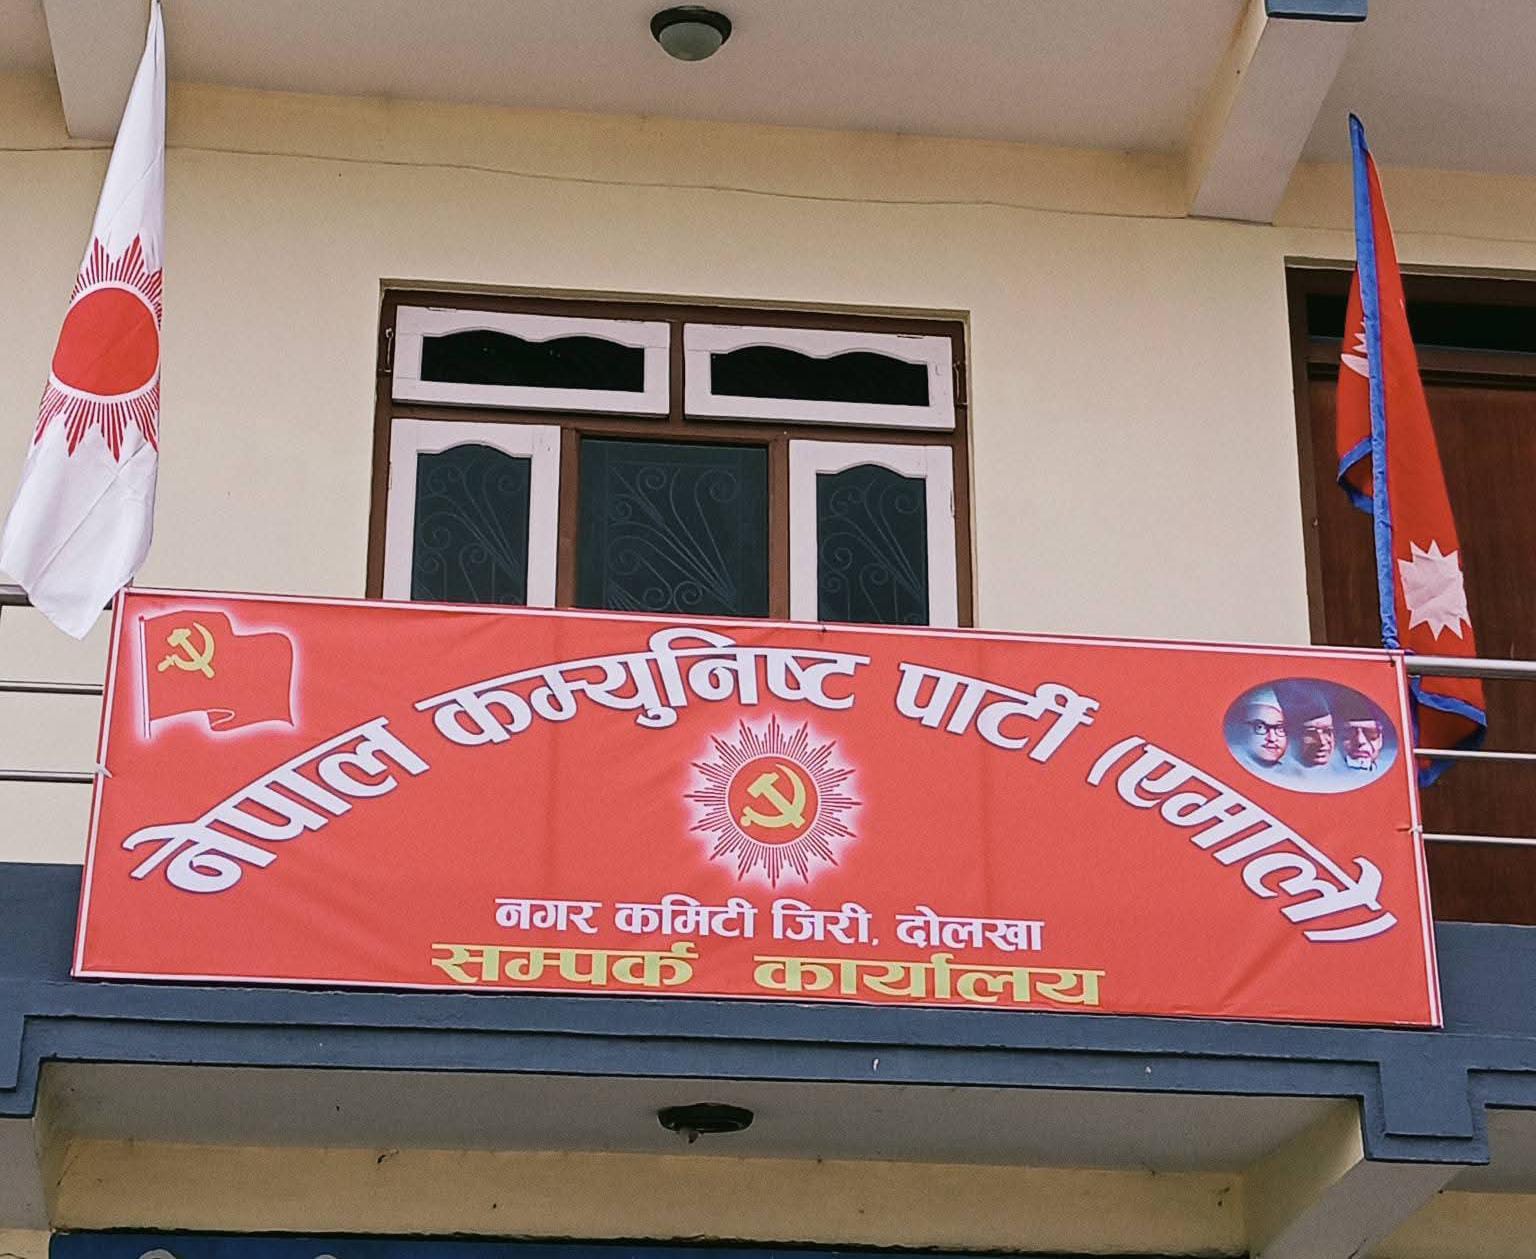 नेपाल कम्युनिष्ट पार्टी (एमाले)
नगर कमिटी जिरी, दोलखा
सम्पर्क कार्यालय